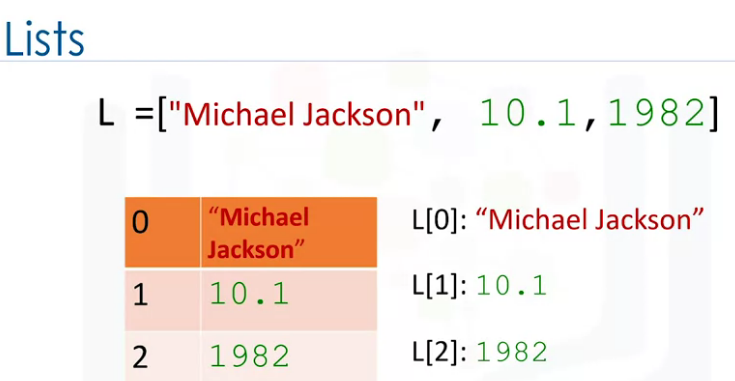 Lists
L =["Michael Jackson", 10.1,1982]
0 “Michael
Jackson”
L[0]: “Michael Jackson”
1 10.1
L[1]: 10.1
2 1982
L[2]: 1982